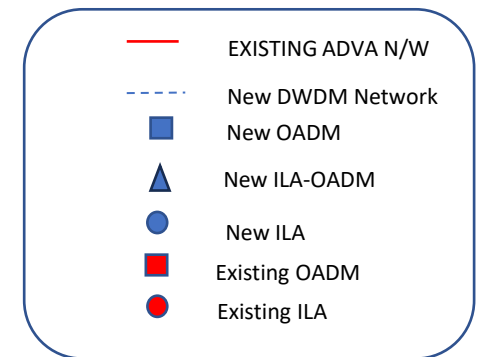 EXISTING ADVA N/W
New DWDM Network
New OADM
New ILA-OADM
New ILA
Existing OADM
Existing ILA